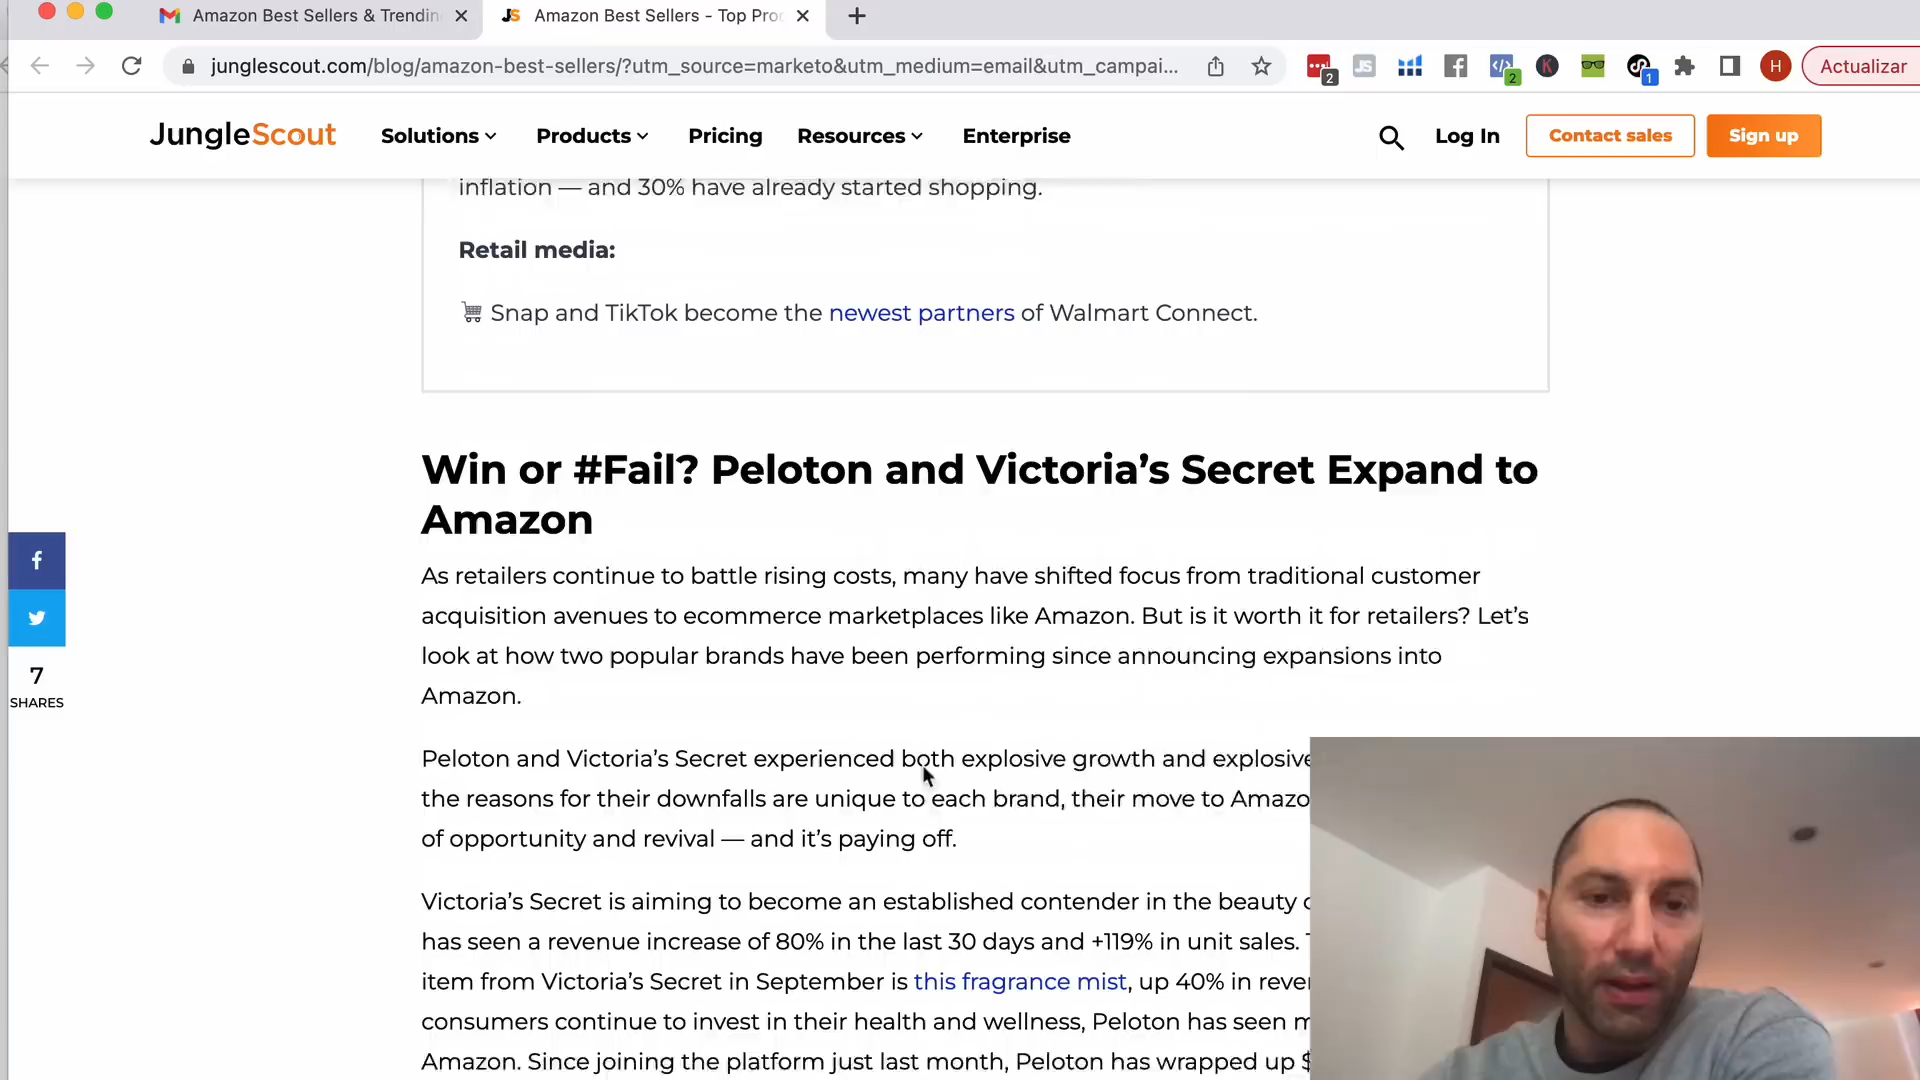 Amazon Best Sellers & Trendin
Amazon Best Sellers - Top Pro
junglescout.com/blog/amazon-best-sellers/?utm_source=marketo&utm_medium=email&utm_campai...
2
JS
2
K
1
H
Actualizar
JungleScout
Solutions
Products
Pricing
Resources
Enterprise
Log In
Contact sales
Sign up
inflation — and 30% have already started shopping.
Retail media:
Snap and TikTok become the newest partners of Walmart Connect.
Win or #Fail? Peloton and Victoria's Secret Expand to
Amazon
As retailers continue to battle rising costs, many have shifted focus from traditional customer
acquisition avenues to ecommerce marketplaces like Amazon. But is it worth it for retailers? Let's
look at how two popular brands have been performing since announcing expansions into
Amazon.
7
SHARES
Peloton and Victoria's Secret experienced both explosive growth and explosive
the reasons for their downfalls are unique to each brand, their move to Amazo
of opportunity and revival — and it's paying off.
Victoria's Secret is aiming to become an established contender in the beauty
has seen a revenue increase of 80% in the last 30 days and +119% in unit sales.
item from Victoria's Secret in September is this fragrance mist, up 40% in reve
consumers continue to invest in their health and wellness, Peloton has seen
Amazon. Since joining the platform just last month, Peloton has wrapped up $